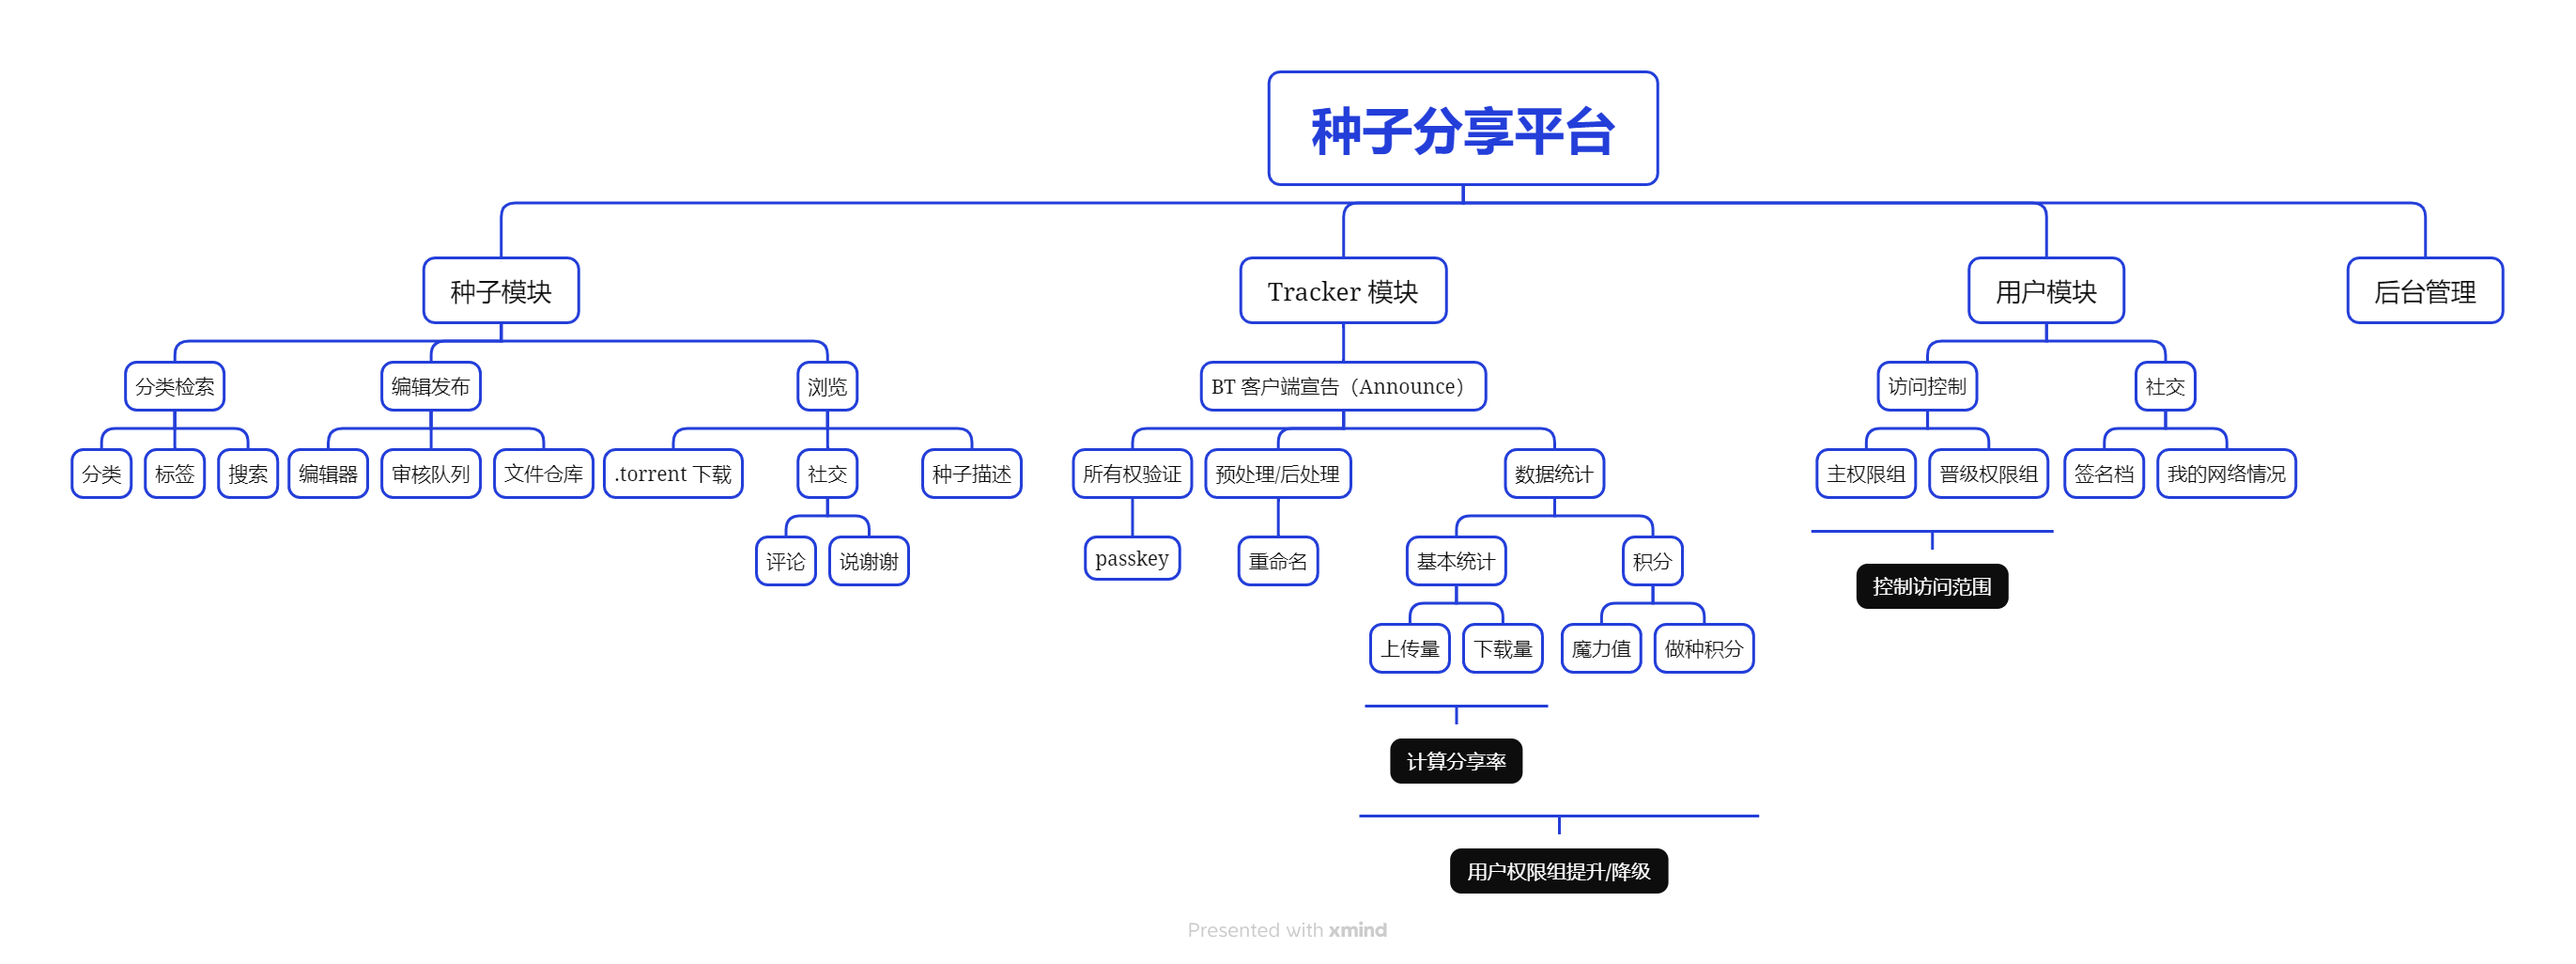 种子分享平台
种子模块
Tracker 模块
用户模块
后台管理
分类检索
编辑发布
浏览
BT 客户端宣告（Announce）
访问控制
社交
分类
标签
搜索
编辑器
审核队列
文件仓库
.torrent 下载
社交
种子描述
所有权验证
预处理/后处理
数据统计
主权限组
晋级权限组
签名档
我的网络情况
评论
说谢谢
passkey
重命名
基本统计
积分
控制访问范围
上传量
下载量
魔力值
做种积分
计算分享率
用户权限组提升/降级
Presented with xmind